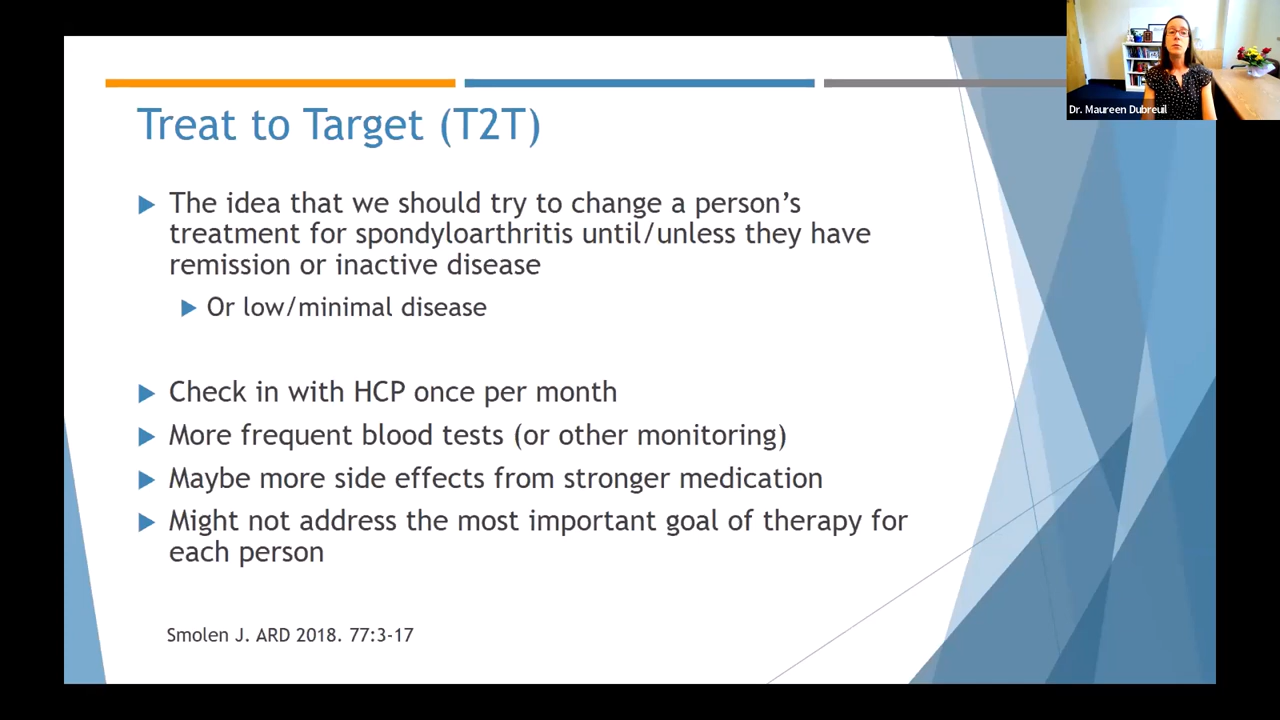 Treat to Target (T2T)
The idea that we should try to change a person’s
treatment for spondyloarthritis until/unless they have
remission or inactive disease
Or low/minimal disease
Check in with HCP once per month
More frequent blood tests (or other monitoring)
Maybe more side effects from stronger medication
Might not address the most important goal of therapy for
each person
Smolen J. ARD 2018. 77:3-17
Dr. Maureen Dubreuil